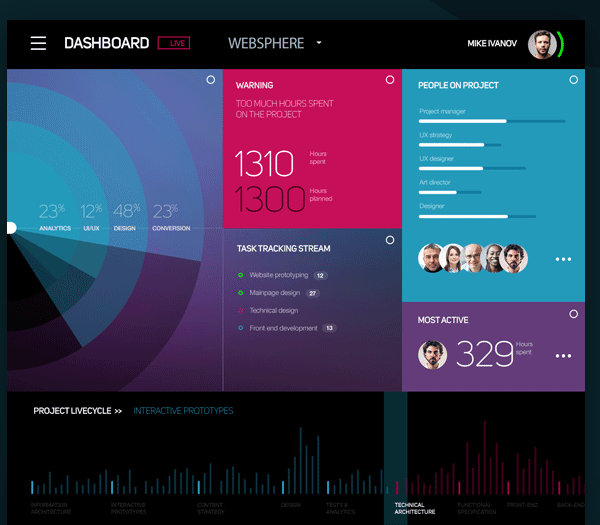 DASHBOARD
LIVE
WEBSPHERE
MIKE IVANOV
23%
12%
48%
23%
ANALYTICS
UI/UX
DESIGN
CONVERSION
WARNING
TOO MUCH HOURS SPENT
ON THE PROJECT
1310
Hours
spent
1300
Hours
planned
TASK TRACKING STREAM
Website prototyping 12
Mainpage design 27
Technical design
Front end development 13
PEOPLE ON PROJECT
Project manager
UX strategy
UX designer
Art director
Designer
MOST ACTIVE
329
Hours
spent
PROJECT LIVECYCLE >> INTERACTIVE PROTOTYPES
INFORMATION
ARCHITECTURE
INTERACTIVE
PROTOTYPES
CONTENT
STRATEGY
DESIGN
TESTS &
ANALYTICS
TECHNICAL
ARCHITECTURE
FUNCTIONAL
SPECIFICATION
FRONT-END
BACK-END